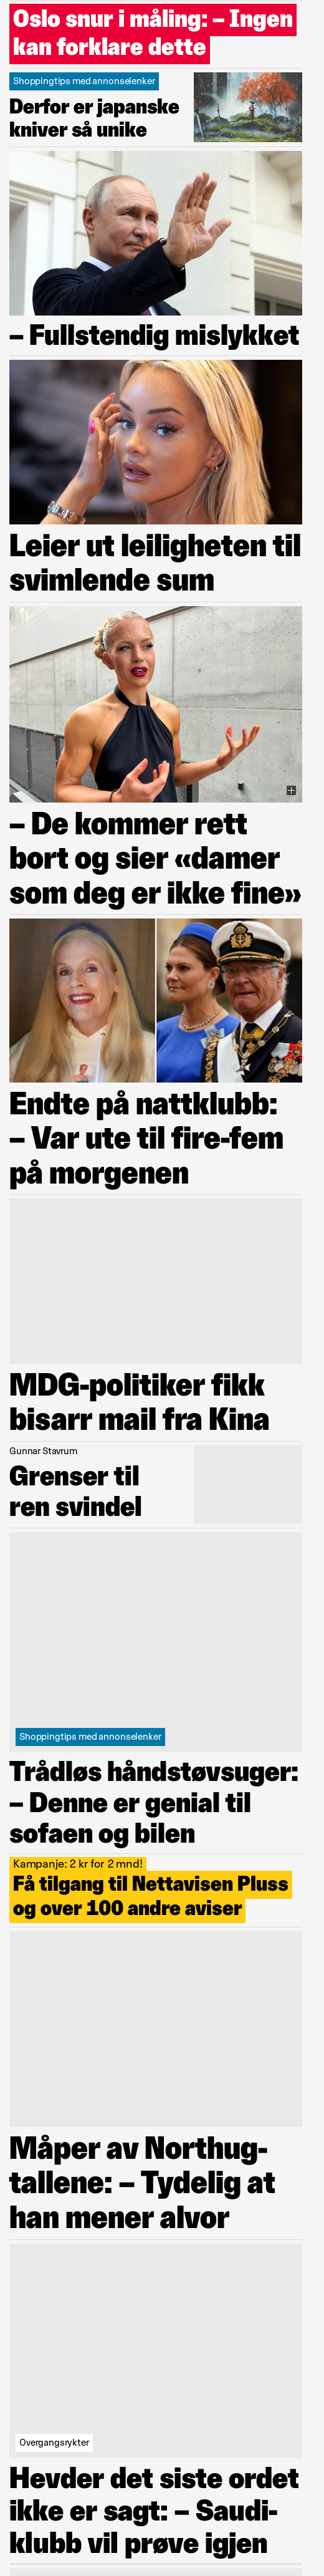 Oslo snur i måling: – Ingen
kan forklare dette
Shoppingtips med annonselenker
Derfor er japanske
kniver så unike
– Fullstendig mislykket
Leier ut leiligheten til
svimlende sum
– De kommer rett
bort og sier «damer
som deg er ikke fine»
Endte på nattklubb:
– Var ute til fire-fem
på morgenen
MDG-politiker fikk
bisarr mail fra Kina
Gunnar Stavrum
Grenser til
ren svindel
Shoppingtips med annonselenker
Trådløs håndstøvsuger:
– Denne er genial til
sofaen og bilen
Kampanje: 2 kr for 2 mnd!
Få tilgang til Nettavisen Pluss
og over 100 andre aviser
Måper av Northug-
tallene: – Tydelig at
han mener alvor
Overgangsrykter
Hevder det siste ordet
ikke er sagt: – Saudi-
klubb vil prøve igjen